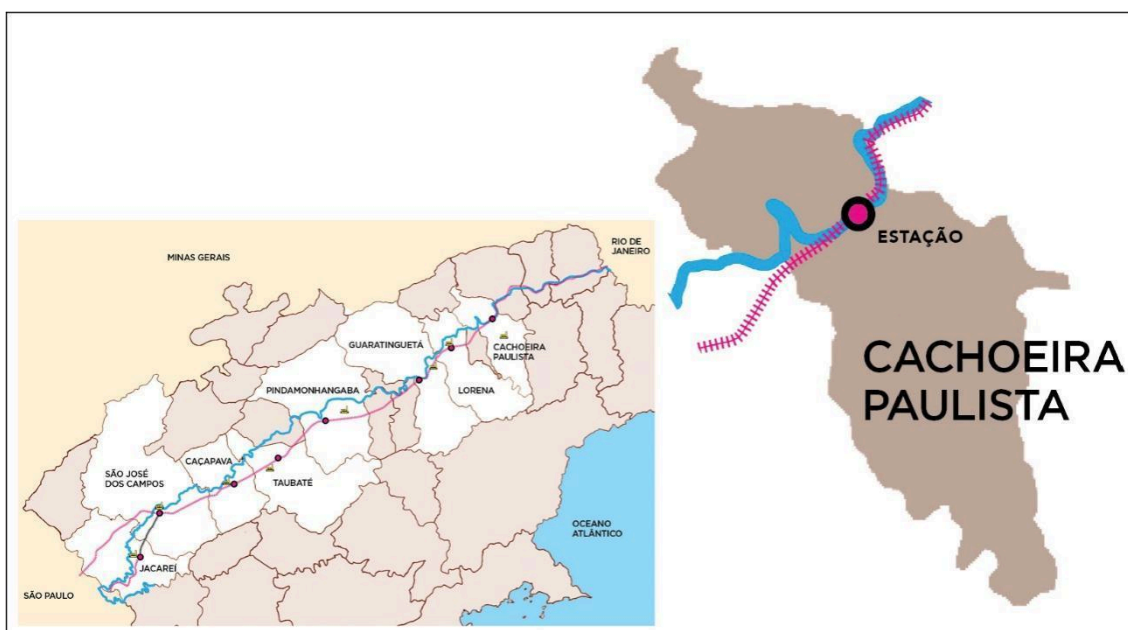 MINAS GERAIS
RIO DE
JANEIRO
GUARATINGUETÁ
CACHOEIRA
PAULISTA
PINDAMONHANGABA
LORENA
SÃO JOSÉ
DOS CAMPOS
CAÇAPAVA
TAUBATÉ
JACAREÍ
SÃO PAULO
OCEANO
ATLÂNTICO
ESTAÇÃO
CACHOEIRA
PAULISTA